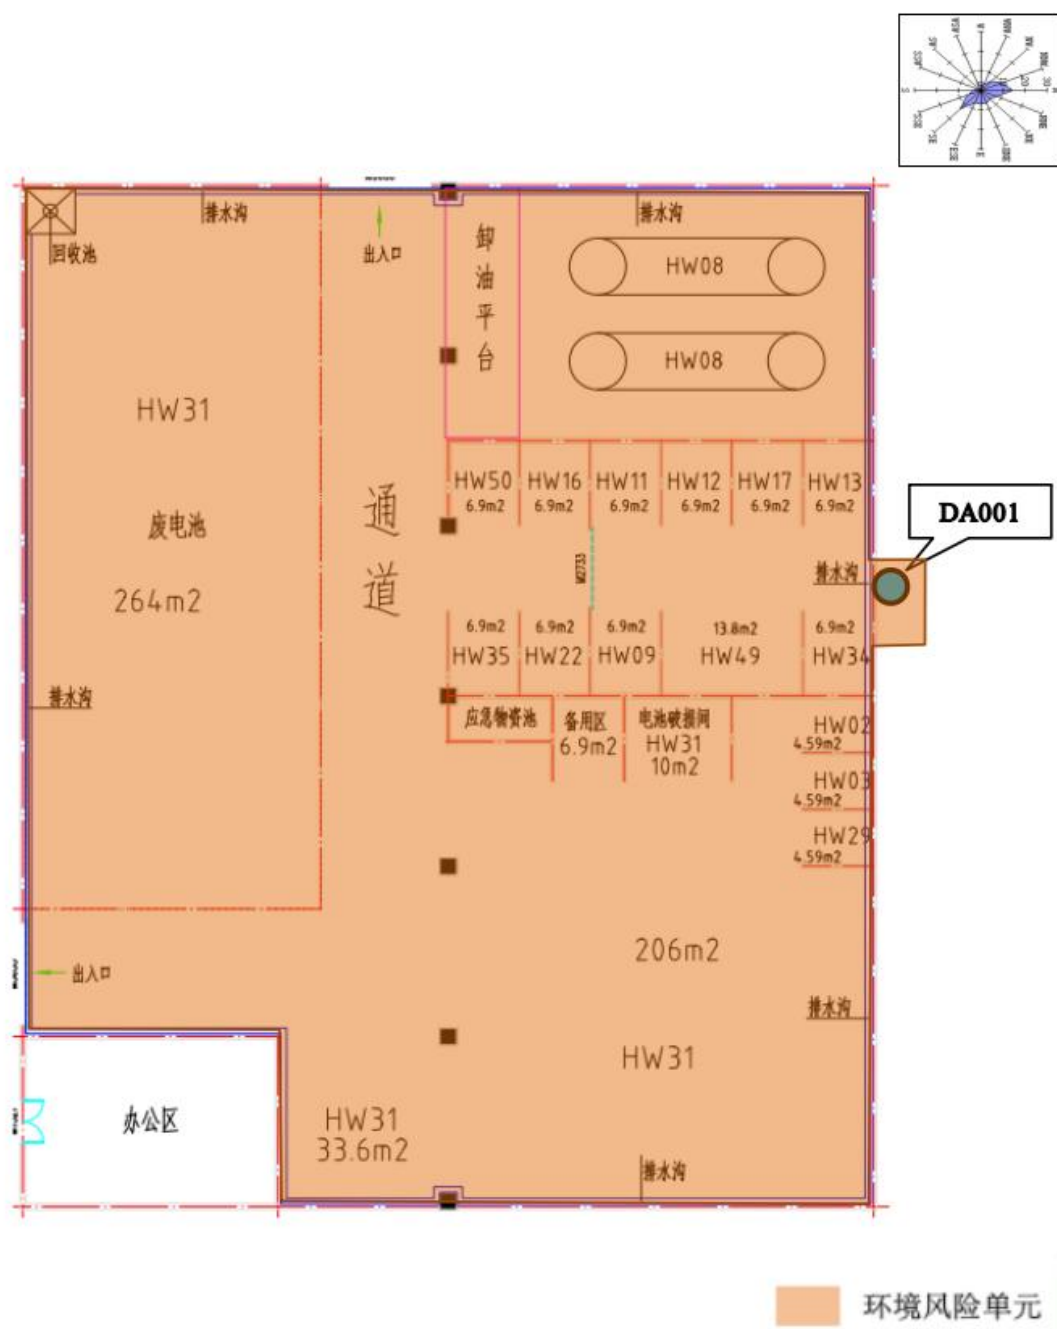 排水沟
排水沟
回收池
出入口
卸油平台
HW08
HW08
HW31
废电池
264m2
通道
HW50
HW16
HW11
HW12
HW17
HW13
6.9m2
6.9m2
6.9m2
6.9m2
6.9m2
6.9m2
DA001
M2733
排水沟
6.9m2
6.9m2
6.9m2
13.8m2
6.9m2
HW35
HW22
HW09
HW49
HW34
排水沟
应急物资池
备用区
6.9m2
电池破损间
HW31
10m2
HW02
4.59m2
HW03
4.59m2
HW29
4.59m2
206m2
出入口
排水沟
HW31
办公区
HW31
33.6m2
排水沟
环境风险单元